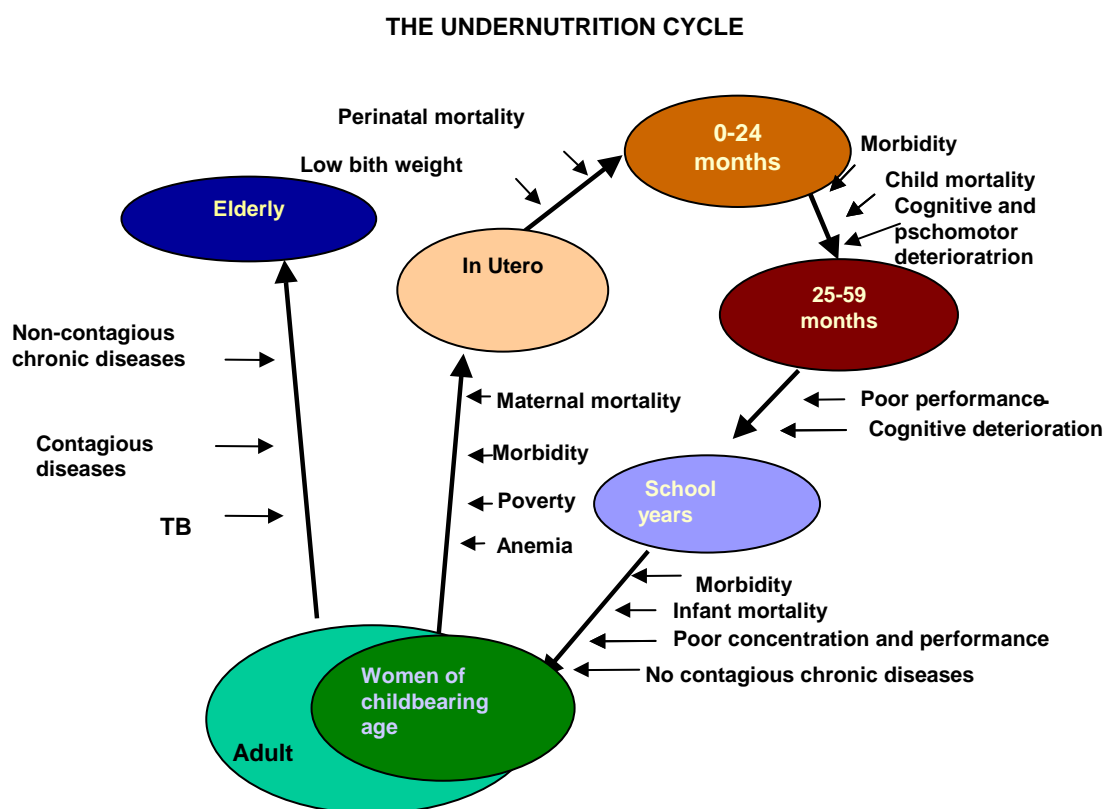 THE UNDERNUTRITION CYCLE
Perinatal mortality
Low bith weight
0-24
months
Morbidity
Child mortality
Cognitive and
pschomotor
deterioratrion
Elderly
In Utero
25-59
months
Non-contagious
chronic diseases
Contagious
diseases
TB
Maternal mortality
Morbidity
Poverty
Anemia
Poor performance-
Cognitive deterioration
School
years
Morbidity
Infant mortality
Poor concentration and performance
No contagious chronic diseases
Women of
childbearing
age
Adult